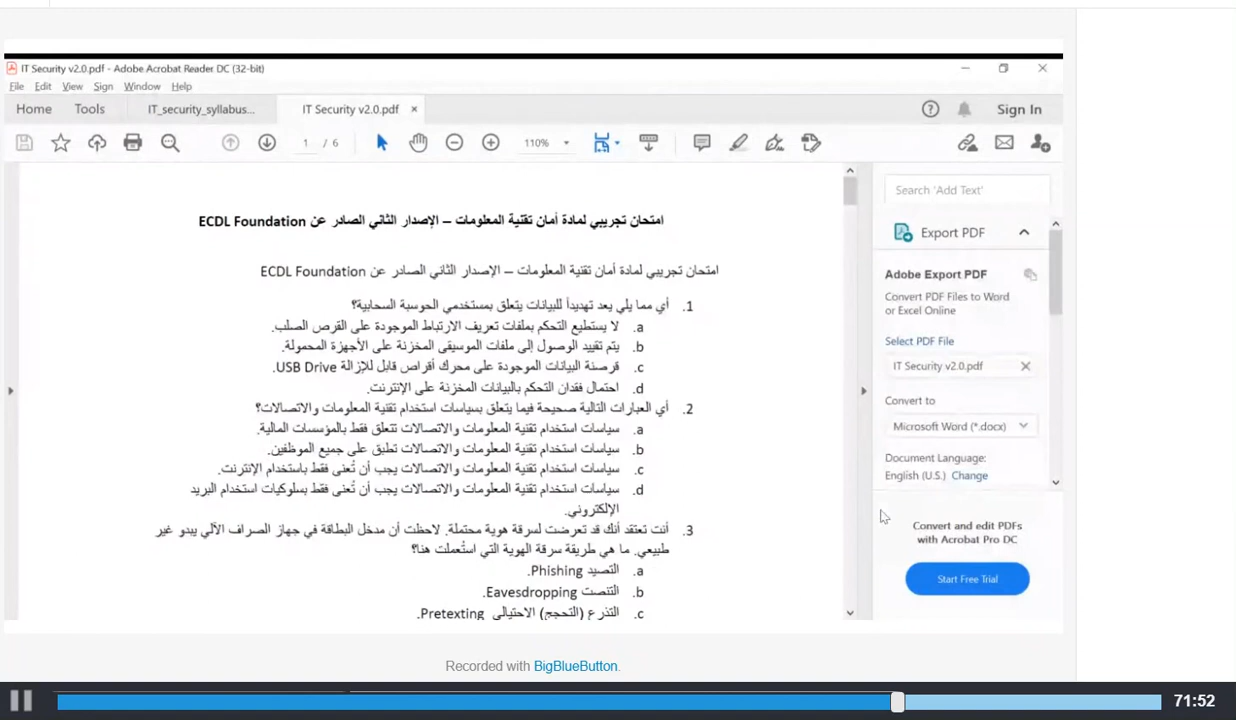 IT Security v2.0.pdf - Adobe Acrobat Reader DC (32-bit)
File Edit View Sign Window Help
Home Tools IT_security_syllabus... IT Security v2.0.pdf × Sign In
1 / 6 110%
امتحان تجريبي لمادة أمان تقنية المعلومات – الإصدار الثاني الصادر عن ECDL Foundation
امتحان تجريبي لمادة أمان تقنية المعلومات – الإصدار الثاني الصادر عن ECDL Foundation
1. أي مما يلي يعد تهديداً للبيانات يتعلق بمستخدمي الحوسبة السحابية؟
a. لا يستطيع التحكم بملفات تعريف الارتباط الموجودة على القرص الصلب.
b. يتم تقييد الوصول إلى ملفات الموسيقى المخزنة على الأجهزة المحمولة.
c. قرصنة البيانات الموجودة على محرك أقراص قابل للإزالة USB Drive.
d. احتمال فقدان التحكم بالبيانات المخزنة على الإنترنت.
2. أي العبارات التالية صحيحة فيما يتعلق بسياسات استخدام تقنية المعلومات والاتصالات؟
a. سياسات استخدام تقنية المعلومات والاتصالات تتعلق فقط بالمؤسسات المالية.
b. سياسات استخدام تقنية المعلومات والاتصالات تطبق على جميع الموظفين.
c. سياسات استخدام تقنية المعلومات والاتصالات يجب أن تُعنى فقط باستخدام الإنترنت.
d. سياسات استخدام تقنية المعلومات والاتصالات يجب أن تُعنى فقط بسلوكيات استخدام البريد
الإلكتروني.
3. أنت تعتقد أنك قد تعرضت لسرقة هوية محتملة. لاحظت أن مدخل البطاقة في جهاز الصراف الآلي يبدو غير
طبيعي. ما هي طريقة سرقة الهوية التي استُعملت هنا؟
a. التصيد Phishing.
b. التنصت Eavesdropping.
c. التذرع (التحجج) الاحتيالي Pretexting.
Search 'Add Text'
Export PDF
Adobe Export PDF
Convert PDF Files to Word
or Excel Online
Select PDF File
IT Security v2.0.pdf ×
Convert to
Microsoft Word (*.docx)
Document Language:
English (U.S.) Change
Convert and edit PDFs
with Acrobat Pro DC
Start Free Trial
Recorded with BigBlueButton.
71:52